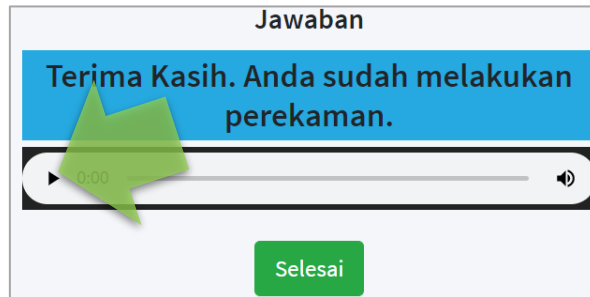 Jawaban
Terima Kasih. Anda sudah melakukan
perekaman.
0:00
Selesai